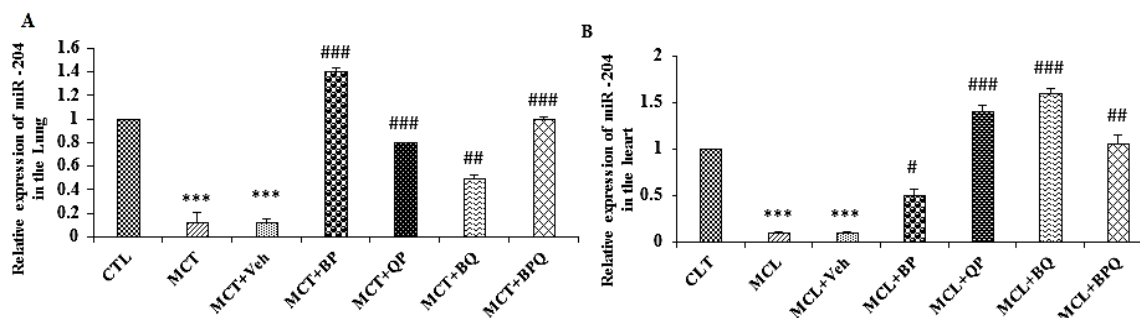 A
Relative expression of miR -204
in the Lung
1.6
1.4
1.2
1
0.8
0.6
0.4
0.2
0
***
***
###
###
##
###
CTL
MCT
MCT+Veh
MCT+BP
MCT+QP
MCT+BQ
MCT+BPQ
B
Relative expression of miR -204
in the heart
2
1.5
1
0.5
0
***
***
#
###
###
##
CLT
MCL
MCL+Veh
MCL+BP
MCL+QP
MCL+BQ
MCL+BPQ